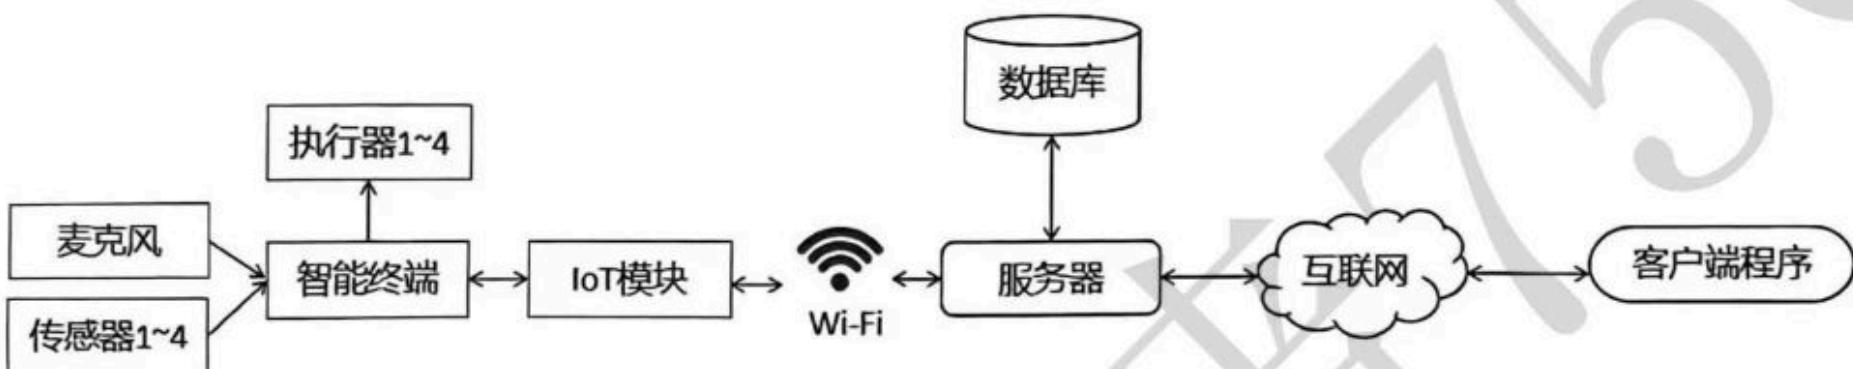 数据库
执行器1~4
麦克风
智能终端
IoT模块
Wi-Fi
服务器
互联网
客户端程序
传感器1~4